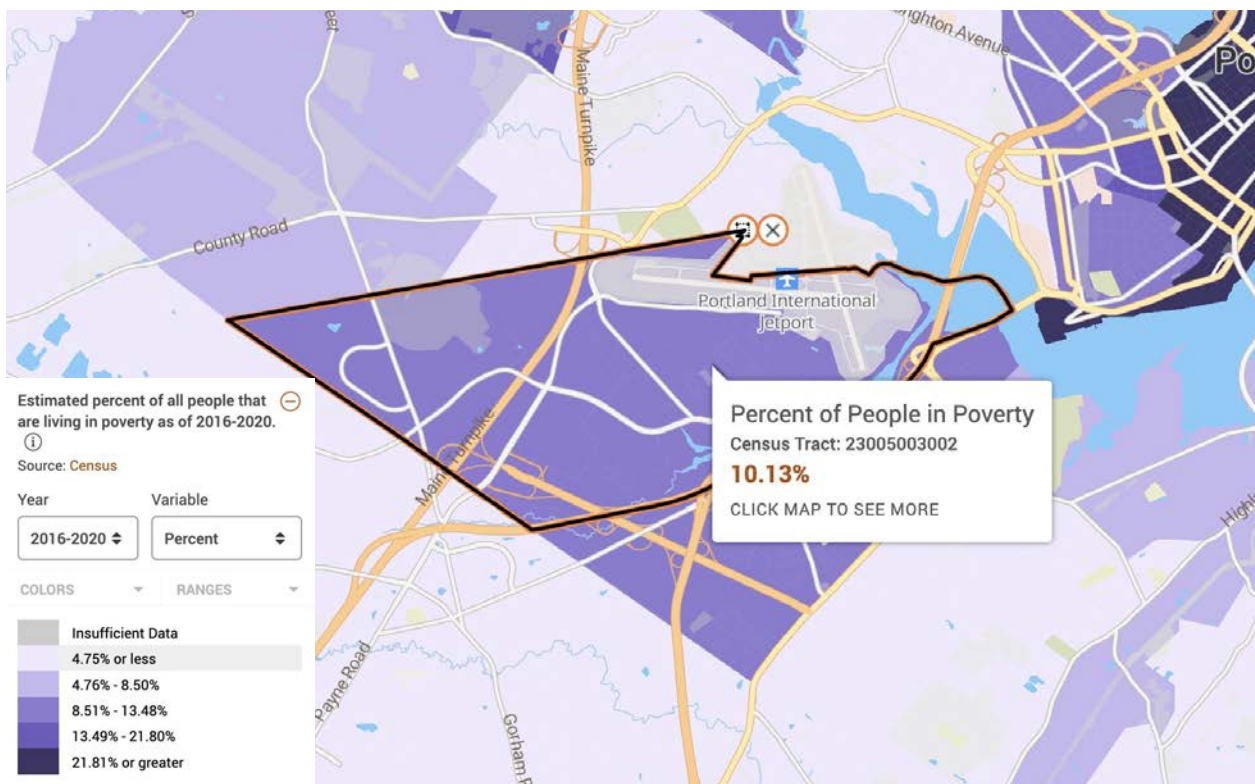 reet
Brighton Avenue
Po
Maine Turnpike
County Road
Portland International
Jetport
Percent of People in Poverty
Census Tract: 23005003002
10.13%
CLICK MAP TO SEE MORE
Maine Turnpike
Payne Road
Gorham R
High
Estimated percent of all people that
are living in poverty as of 2016-2020.
Source: Census
Year Variable
2016-2020 Percent
COLORS RANGES
Insufficient Data
4.75% or less
4.76% - 8.50%
8.51% - 13.48%
13.49% - 21.80%
21.81% or greater